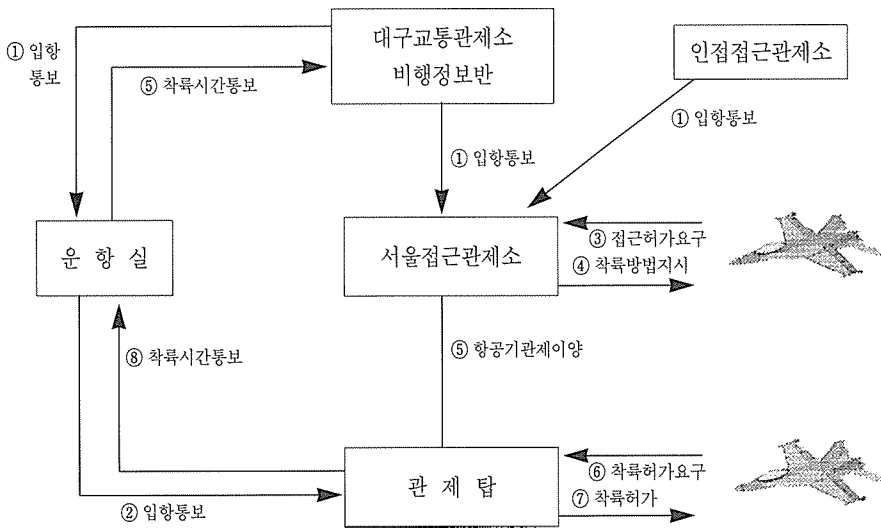 ① 입항
통보
⑤ 착륙시간통보
대구교통관제소
비행정보반
인접접근관제소
① 입항통보
① 입항통보
운 항 실
서울접근관제소
③ 접근허가요구
④ 착륙방법지시
⑧ 착륙시간통보
⑤ 항공기관제이양
관 제 탑
⑥ 착륙허가요구
⑦ 착륙허가
② 입항통보